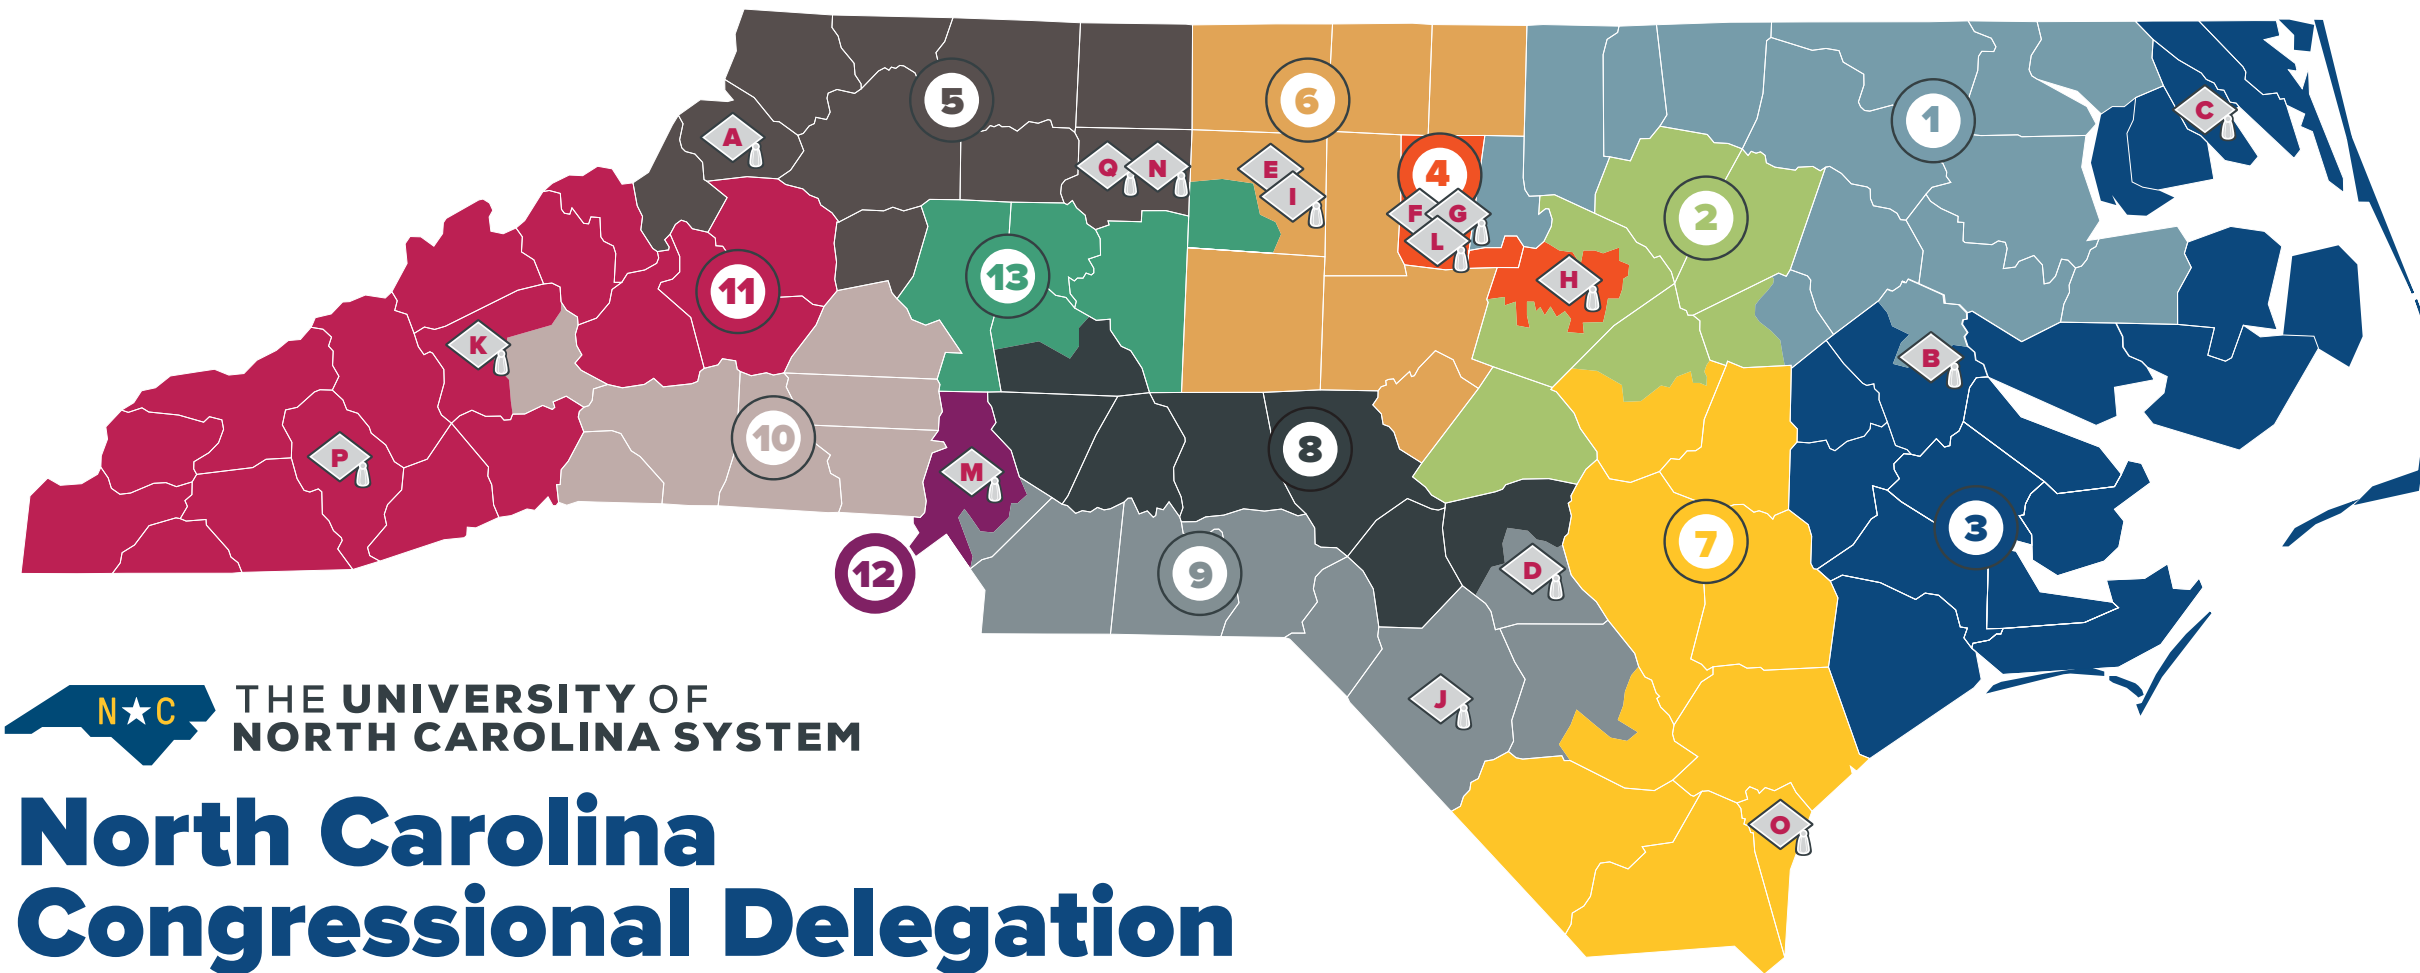 5
6
1
A
C
Q
N
E
I
4
F
G
L
2
H
11
13
K
B
P
10
M
8
3
7
12
9
D
J
O
N★C
THE UNIVERSITY OF
NORTH CAROLINA SYSTEM
North Carolina
Congressional Delegation